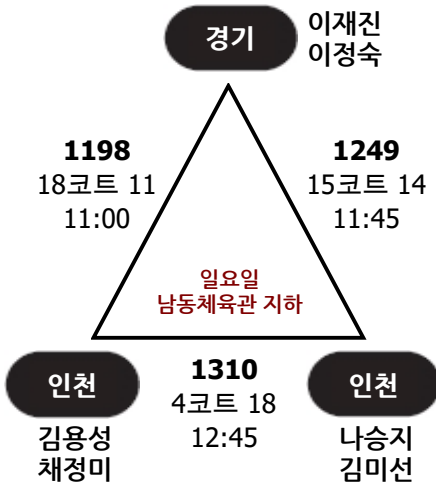 경기
이재진
이정숙
1198
18코트 11
11:00
1249
15코트 14
11:45
일요일
남동체육관 지하
인천
김용성
채정미
1310
4코트 18
12:45
인천
나승지
김미선